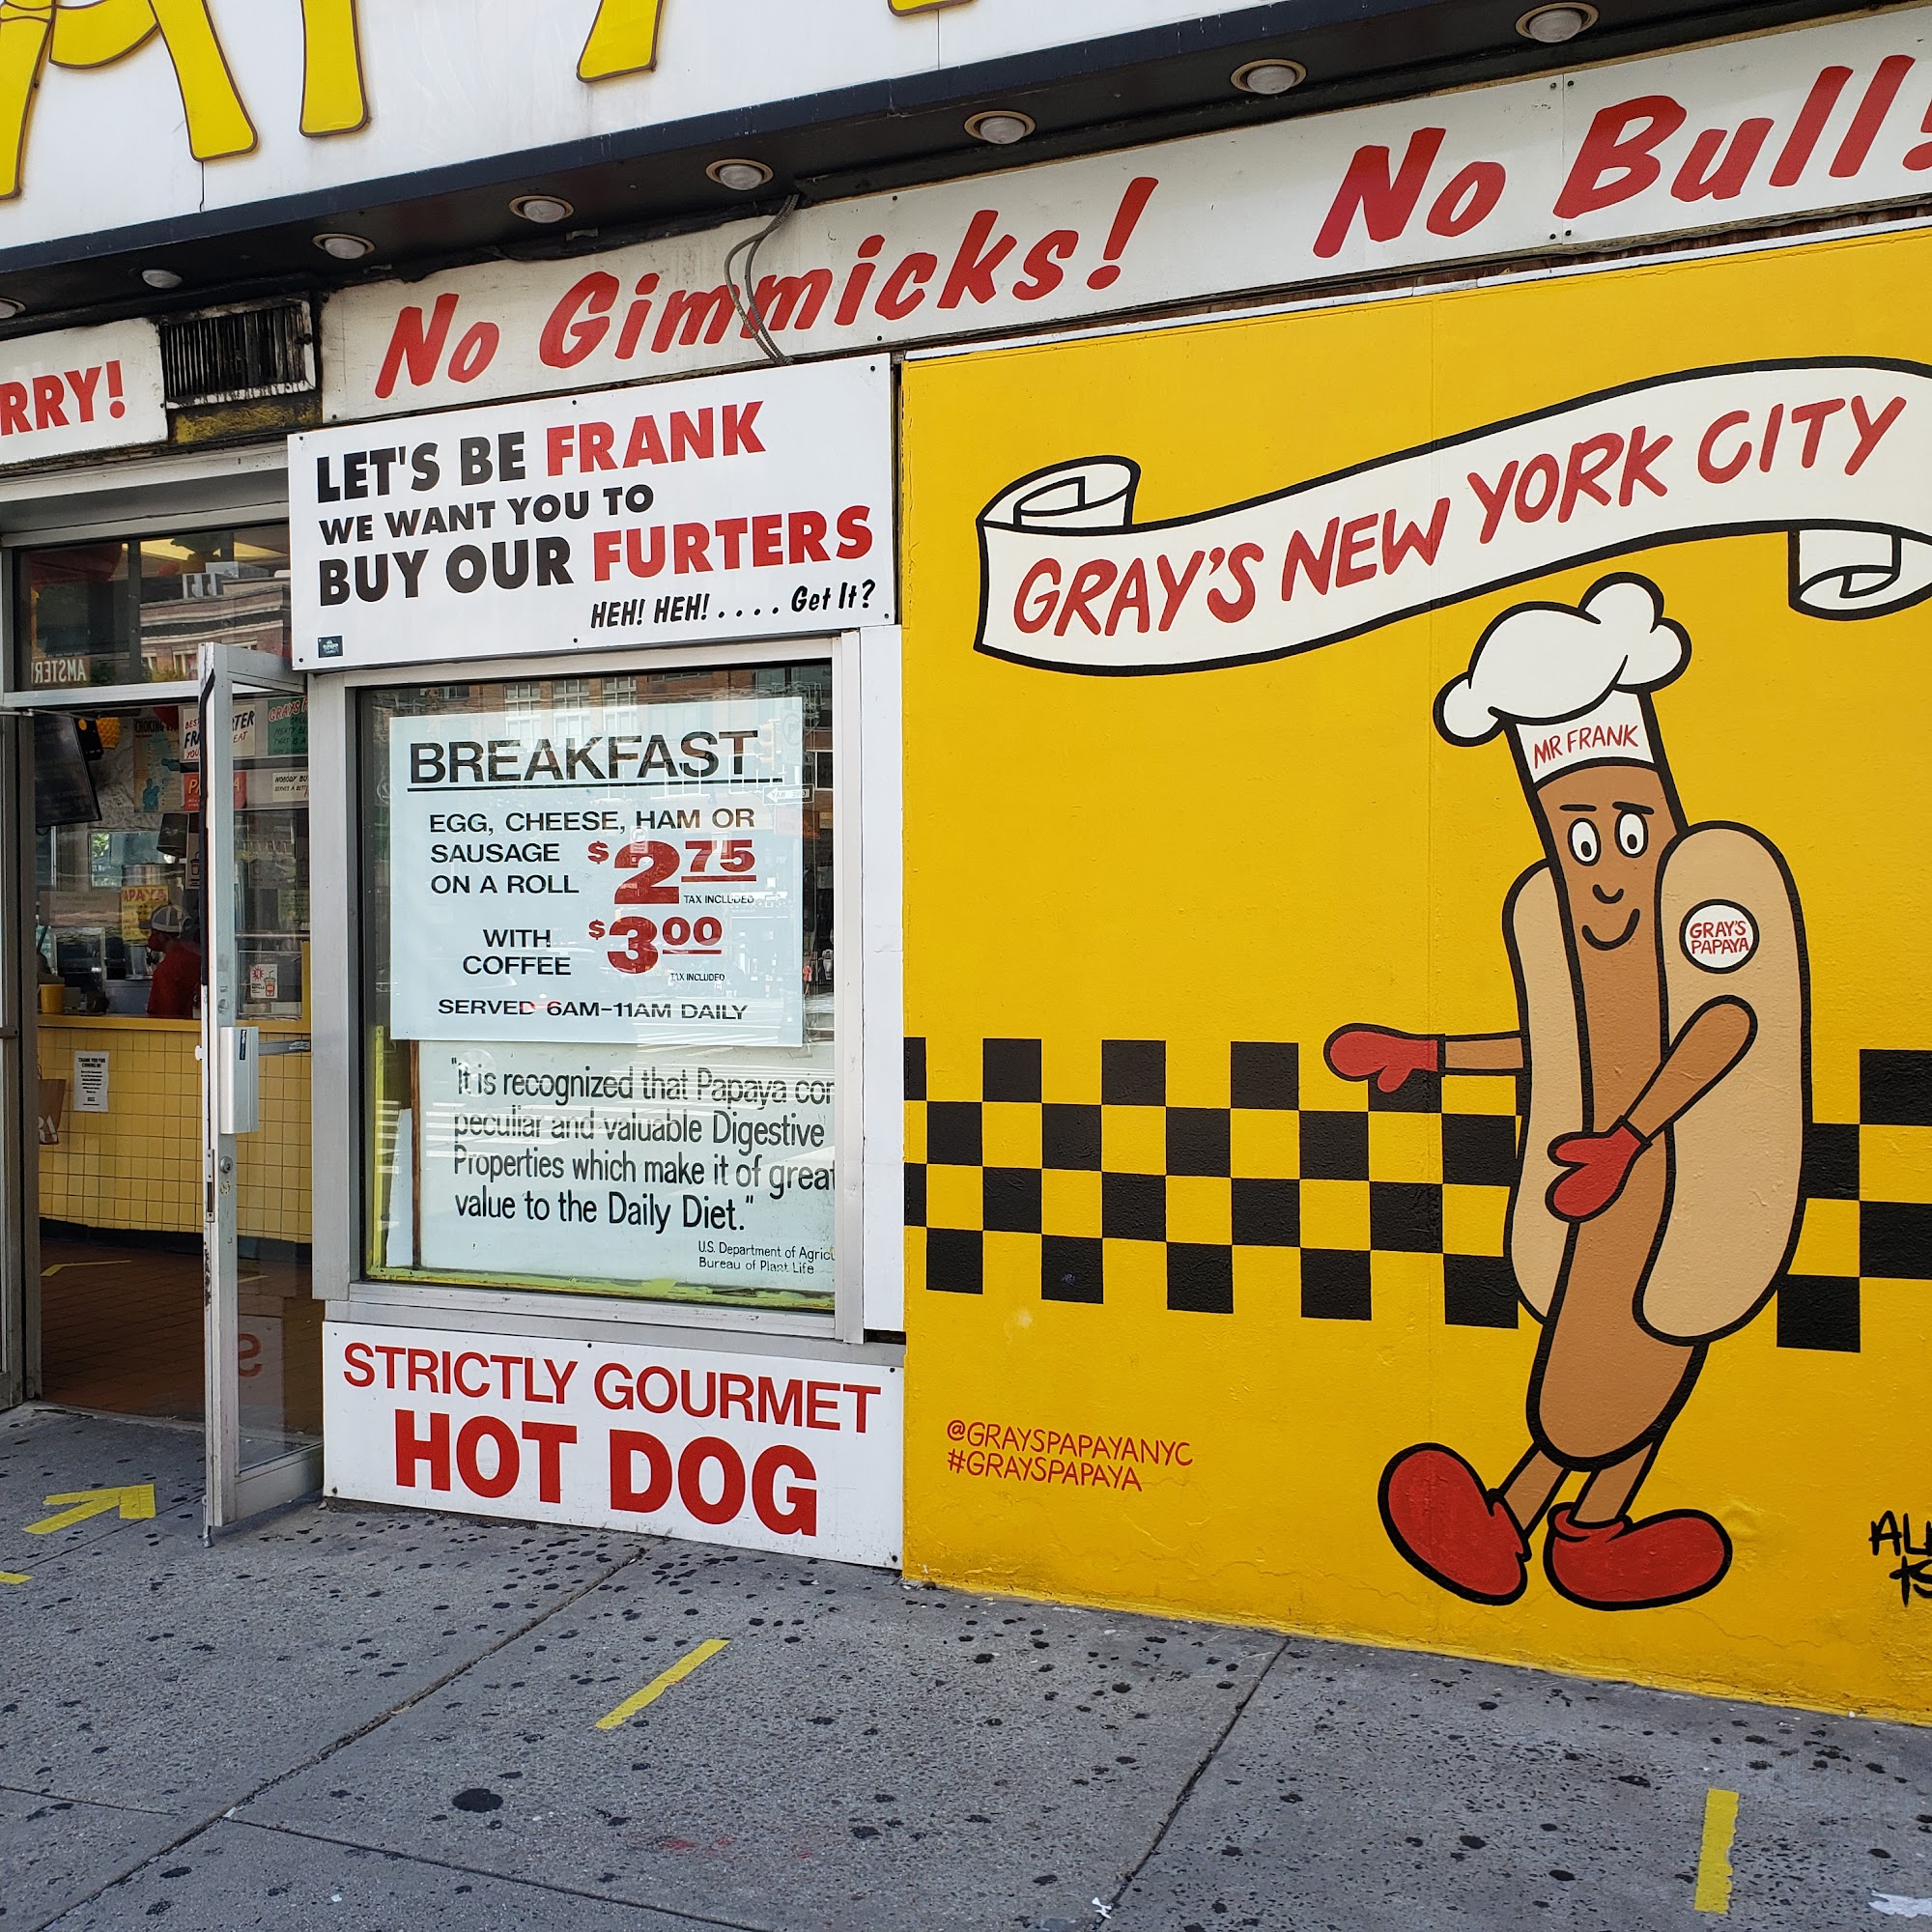 No Gimmicks! No Bull!
RRY!
LET'S BE FRANK
WE WANT YOU TO
BUY OUR FURTERS
HEH! HEH! . . . . Get It?
BREAKFAST...
EGG, CHEESE, HAM OR
SAUSAGE
ON A ROLL
$2 75
TAX INCLUDED
WITH
COFFEE
$3 00
TAX INCLUDED
SERVED 6AM-11AM DAILY
"It is recognized that Papaya con
peculiar and valuable Digestive
Properties which make it of great
value to the Daily Diet."
U.S. Department of Agricu
Bureau of Plant Life
STRICTLY GOURMET
HOT DOG
GRAY'S NEW YORK CITY
MR FRANK
GRAY'S
PAPAYA
@GRAYSPAPAYANYC
#GRAYSPAPAYA